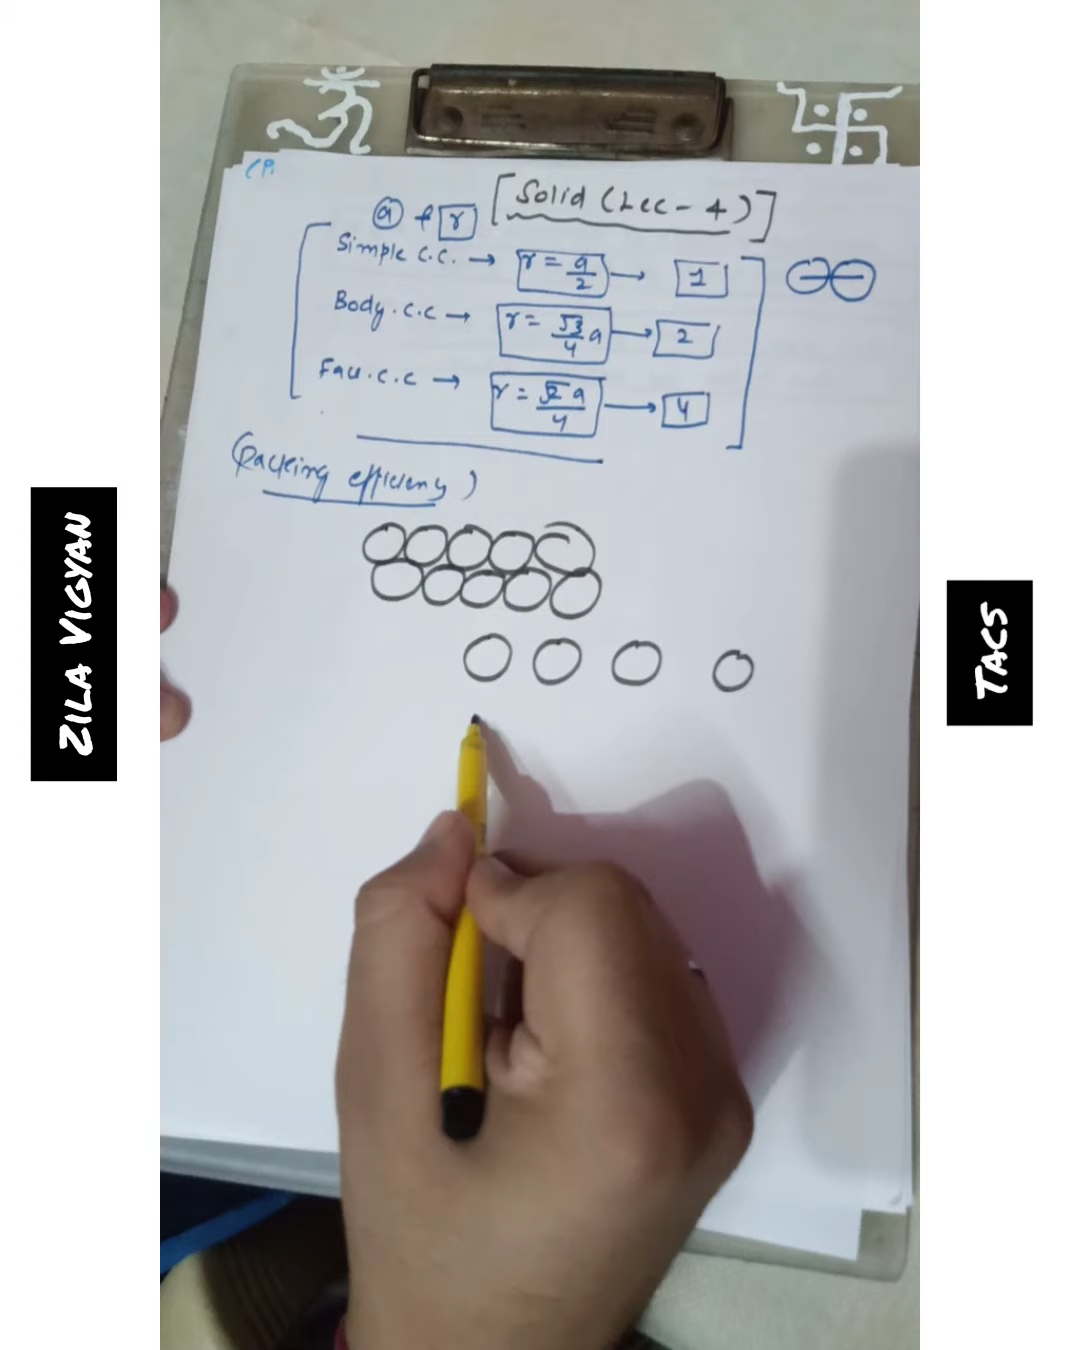 ॐ
(P.
[Solid (Lec - 4)]
ⓐ & r
Simple c.c. → r = a/2 → 1
Body.c.c → r = √3/4 a → 2
Face.c.c → r = √2 a/4 → 4
(Packing efficiency)
ZILA VIGYAN
TACS